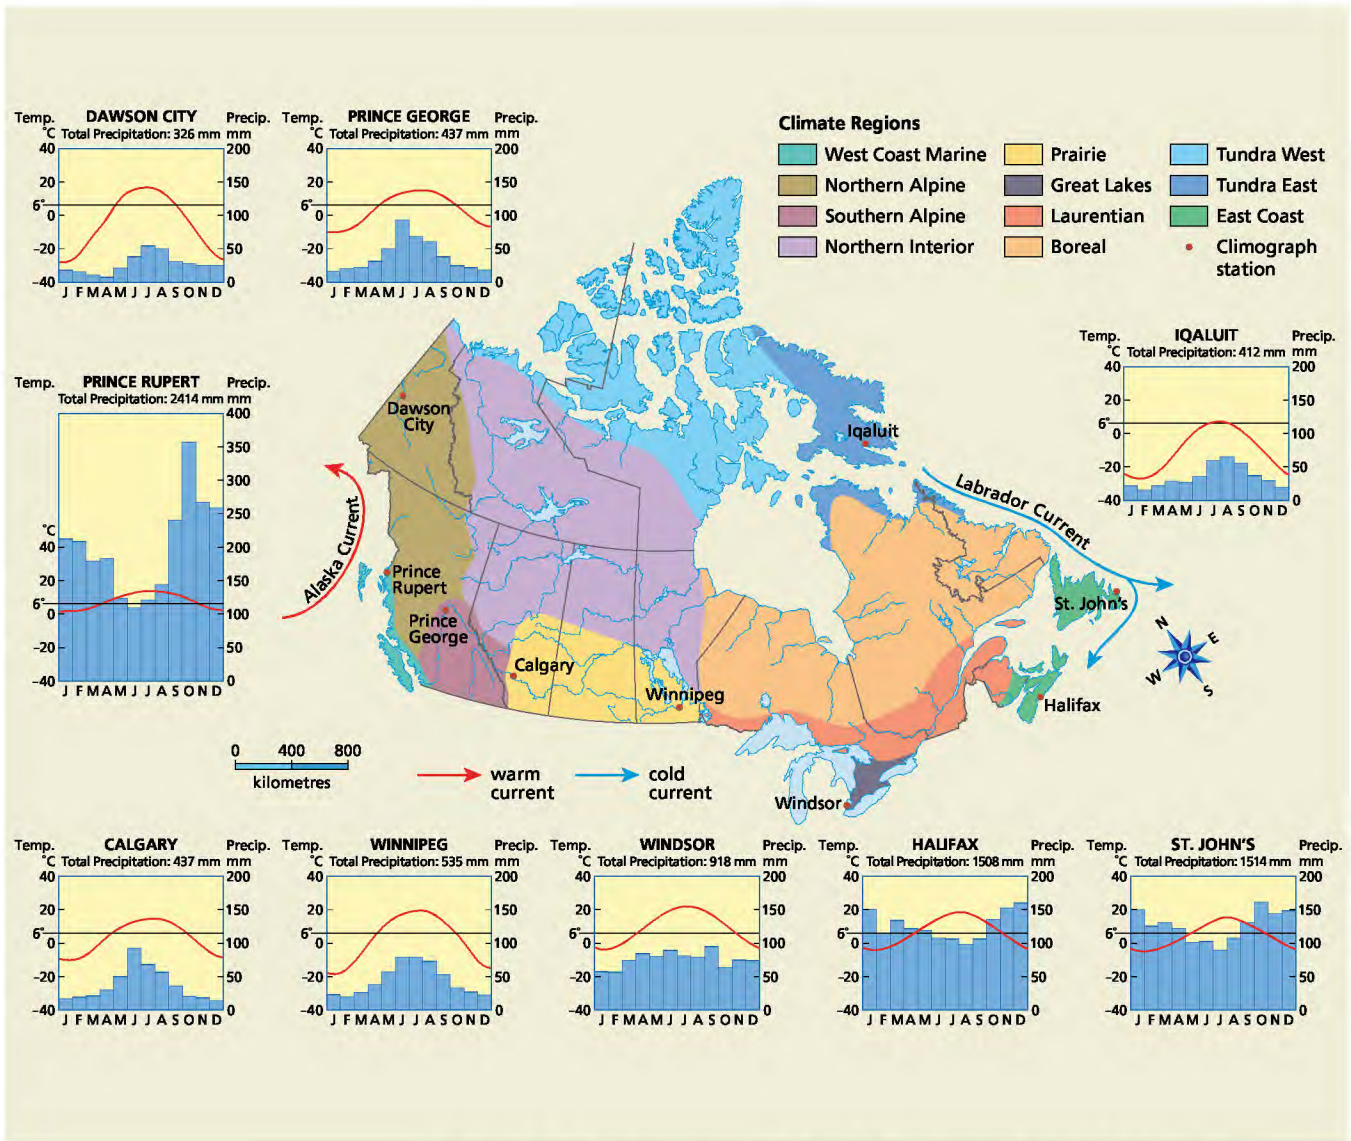 DAWSON CITY
Temp. Precip.
°C Total Precipitation: 326 mm mm
40 200
20 150
6°
0 100
–20 50
–40 0
J F M A M J J A S O N D
PRINCE GEORGE
Temp. Precip.
°C Total Precipitation: 437 mm mm
40 200
20 150
6°
0 100
–20 50
–40 0
J F M A M J J A S O N D
Climate Regions
West Coast Marine
Northern Alpine
Southern Alpine
Northern Interior
Prairie
Great Lakes
Laurentian
Boreal
Tundra West
Tundra East
East Coast
Climograph
station
PRINCE RUPERT
Temp. Precip.
Total Precipitation: 2414 mm mm
400
350
300
250
°C
40 200
20 150
6°
0 100
–20 50
–40 0
J F M A M J J A S O N D
IQALUIT
Temp. Precip.
°C Total Precipitation: 412 mm mm
40 200
20 150
6°
0 100
–20 50
–40 0
J F M A M J J A S O N D
Dawson
City
Iqaluit
Labrador Current
Alaska Current
Prince
Rupert
Prince
George
Calgary
Winnipeg
St. John's
Halifax
Windsor
N
E
W
S
0 400 800
kilometres
warm
current
cold
current
CALGARY
Temp. Precip.
°C Total Precipitation: 437 mm mm
40 200
20 150
6°
0 100
–20 50
–40 0
J F M A M J J A S O N D
WINNIPEG
Temp. Precip.
°C Total Precipitation: 535 mm mm
40 200
20 150
6°
0 100
–20 50
–40 0
J F M A M J J A S O N D
WINDSOR
Temp. Precip.
°C Total Precipitation: 918 mm mm
40 200
20 150
6°
0 100
–20 50
–40 0
J F M A M J J A S O N D
HALIFAX
Temp. Precip.
°C Total Precipitation: 1508 mm mm
40 200
20 150
6°
0 100
–20 50
–40 0
J F M A M J J A S O N D
ST. JOHN'S
Temp. Precip.
°C Total Precipitation: 1514 mm mm
40 200
20 150
6°
0 100
–20 50
–40 0
J F M A M J J A S O N D